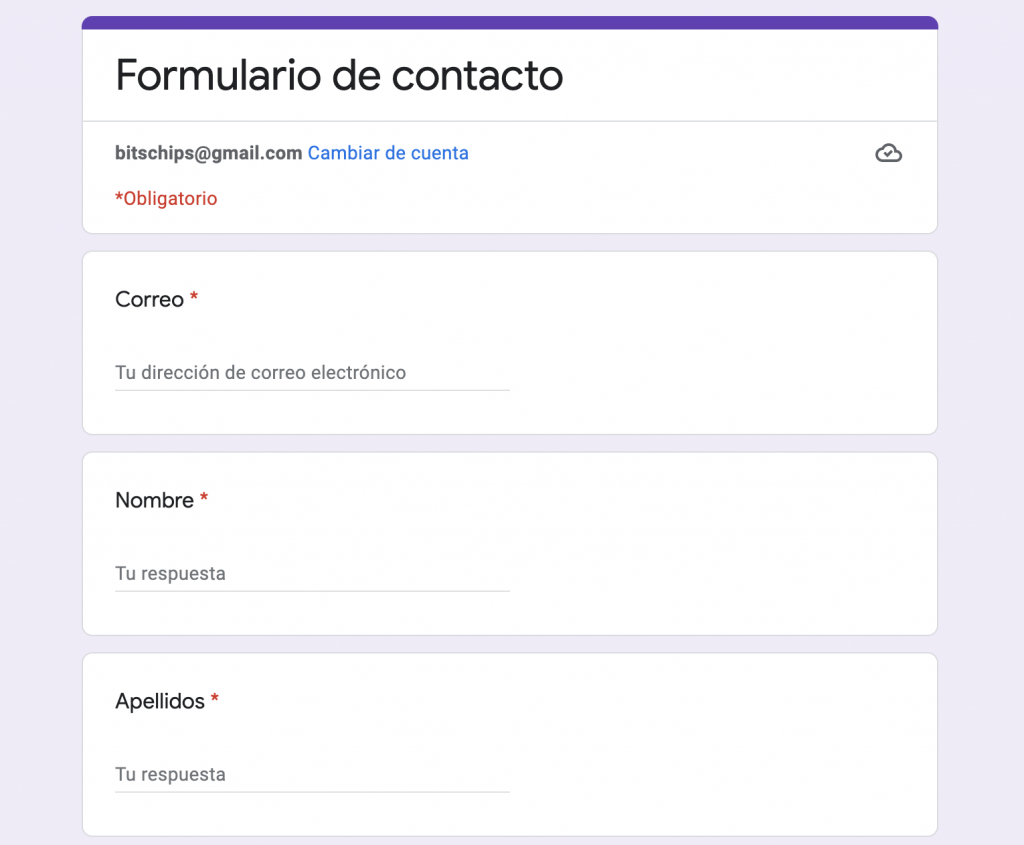 Formulario de contacto
bitschips@gmail.com Cambiar de cuenta
*Obligatorio
Correo *
Tu dirección de correo electrónico
Nombre *
Tu respuesta
Apellidos *
Tu respuesta